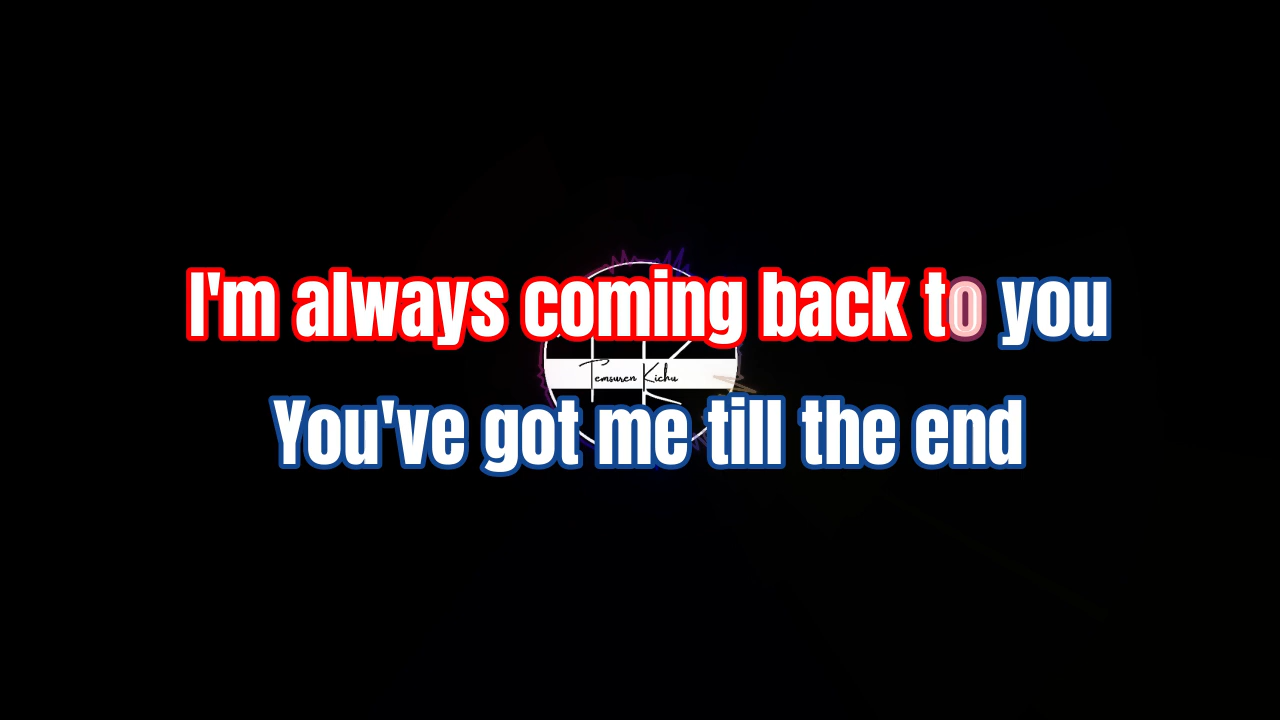 I'm always coming back to you
Temsuren Kichu
You've got me till the end